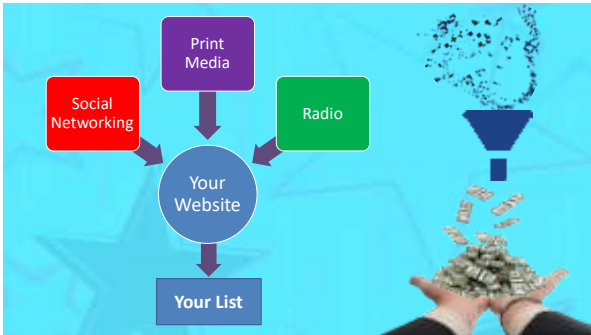 Print
Media
Social
Networking
Radio
Your
Website
Your List